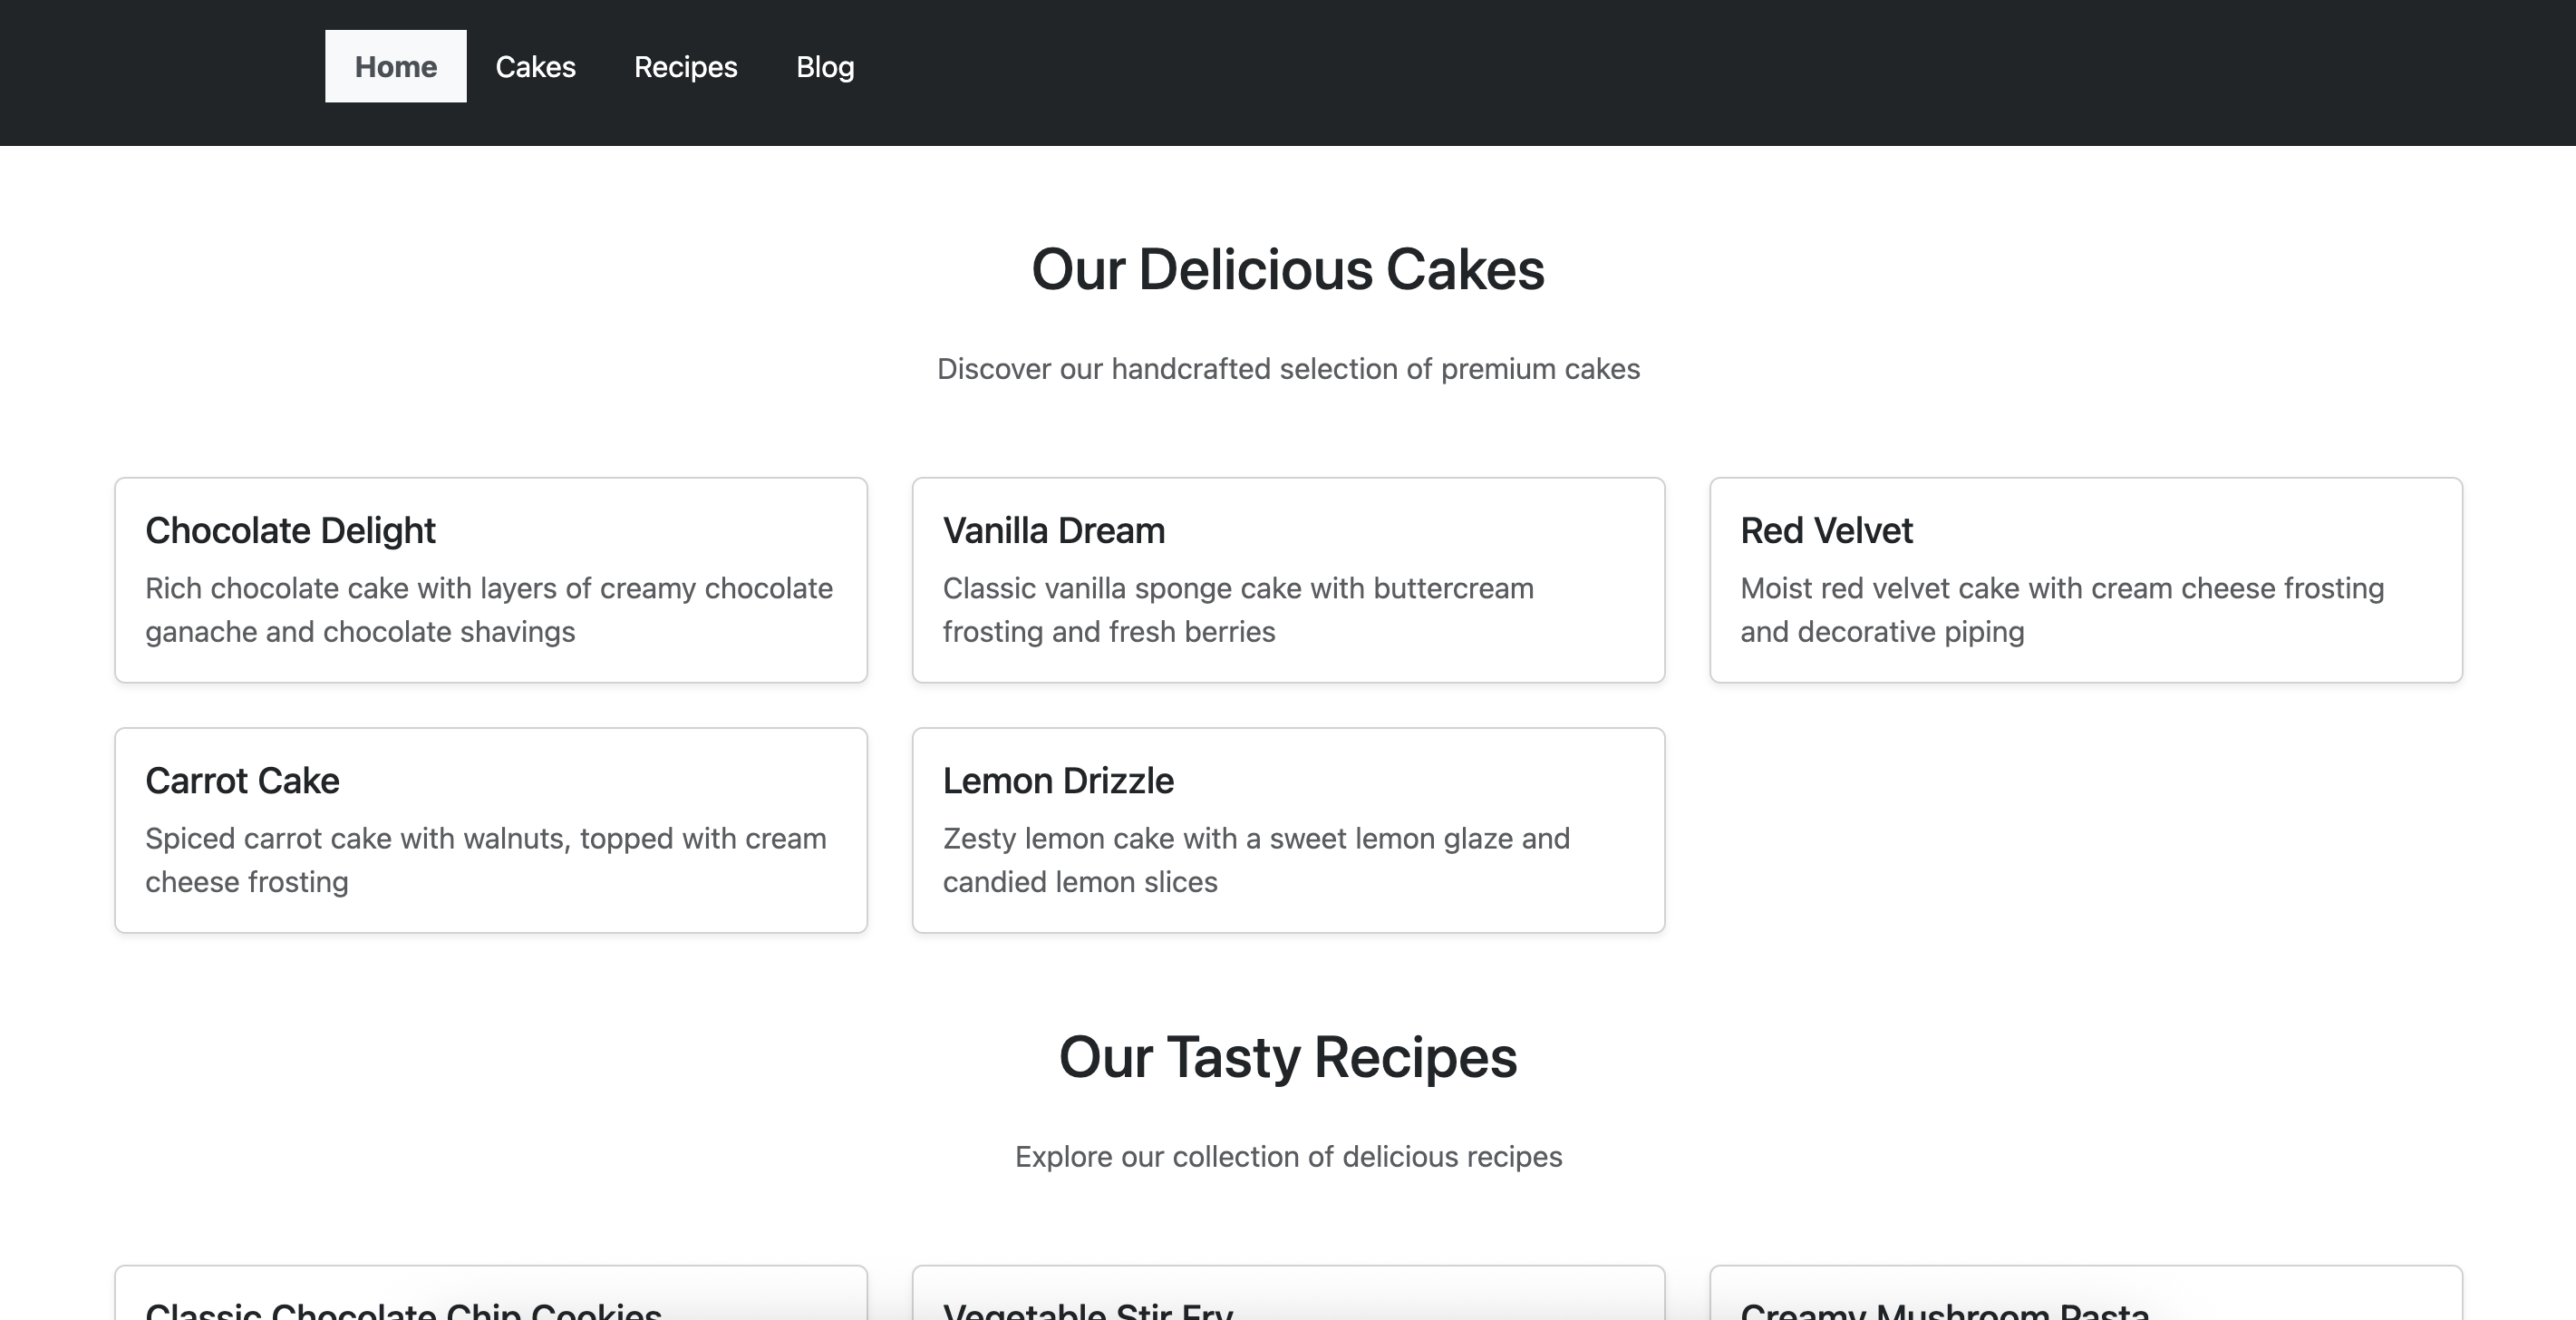 Home Cakes Recipes Blog
Our Delicious Cakes
Discover our handcrafted selection of premium cakes
Chocolate Delight
Rich chocolate cake with layers of creamy chocolate
ganache and chocolate shavings
Vanilla Dream
Classic vanilla sponge cake with buttercream
frosting and fresh berries
Red Velvet
Moist red velvet cake with cream cheese frosting
and decorative piping
Carrot Cake
Spiced carrot cake with walnuts, topped with cream
cheese frosting
Lemon Drizzle
Zesty lemon cake with a sweet lemon glaze and
candied lemon slices
Our Tasty Recipes
Explore our collection of delicious recipes
Classic Chocolate Chip Cookies
Vegetable Stir Fry
Creamy Mushroom Pasta